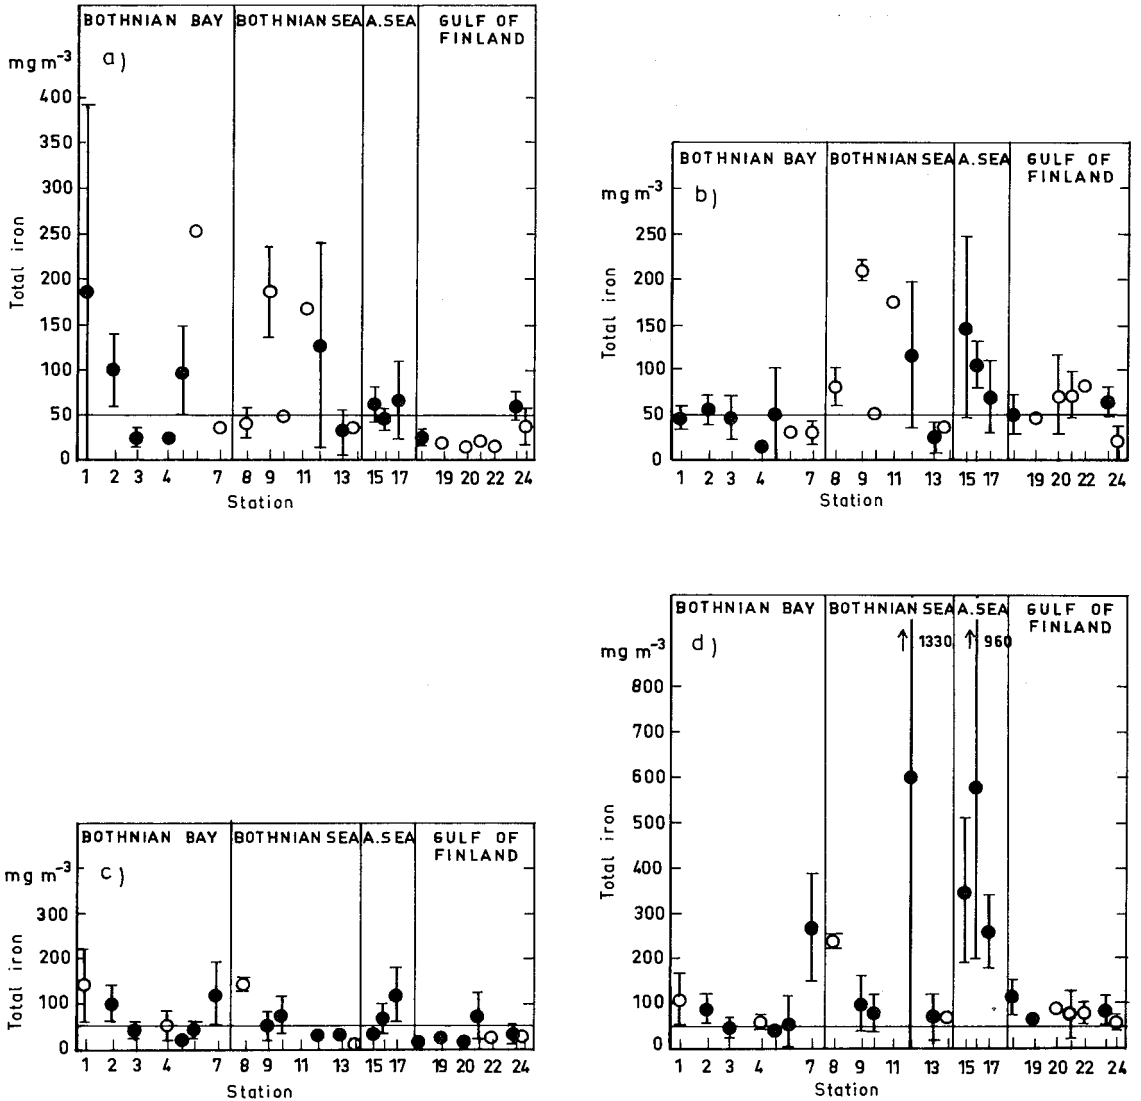 BOTHNIAN BAY BOTHNIAN SEA A.SEA GULF OF
FINLAND
mg m-3 a)
400
350
300
250
200
150
100
50
0
Total iron
1 2 3 4 7 8 9 11 13 15 17 19 20 22 24
Station
BOTHNIAN BAY BOTHNIAN SEA A.SEA GULF OF
FINLAND
mg m-3 b)
250
200
150
100
50
0
Total iron
1 2 3 4 7 8 9 11 13 15 17 19 20 22 24
Station
BOTHNIAN BAY BOTHNIAN SEA A.SEA GULF OF
FINLAND
mg m-3 c)
300
200
100
50
0
Total iron
1 2 3 4 7 8 9 11 13 15 17 19 20 22 24
Station
BOTHNIAN BAY BOTHNIAN SEA A.SEA GULF OF
FINLAND
mg m-3 d) ↑ 1330 ↑ 960
800
700
600
500
400
300
200
100
50
0
Total iron
1 2 3 4 7 8 9 11 13 15 17 19 20 22 24
Station